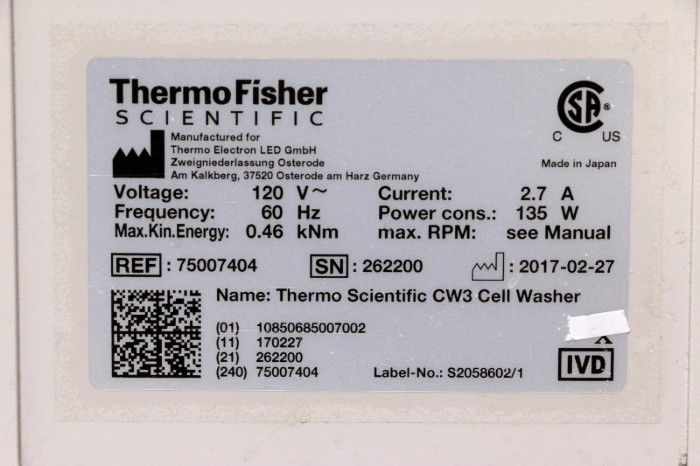 ThermoFisher
SCIENTIFIC
Manufactured for
Thermo Electron LED GmbH
Zweigniederlassung Osterode
Am Kalkberg, 37520 Osterode am Harz Germany
CSA ®
C US
Made in Japan
Voltage: 120 V~ Current: 2.7 A
Frequency: 60 Hz Power cons.: 135 W
Max.Kin.Energy: 0.46 kNm max. RPM: see Manual
REF : 75007404 SN : 262200 : 2017-02-27
Name: Thermo Scientific CW3 Cell Washer
(01) 10850685007002
(11) 170227
(21) 262200
(240) 75007404
Label-No.: S2058602/1
IVD